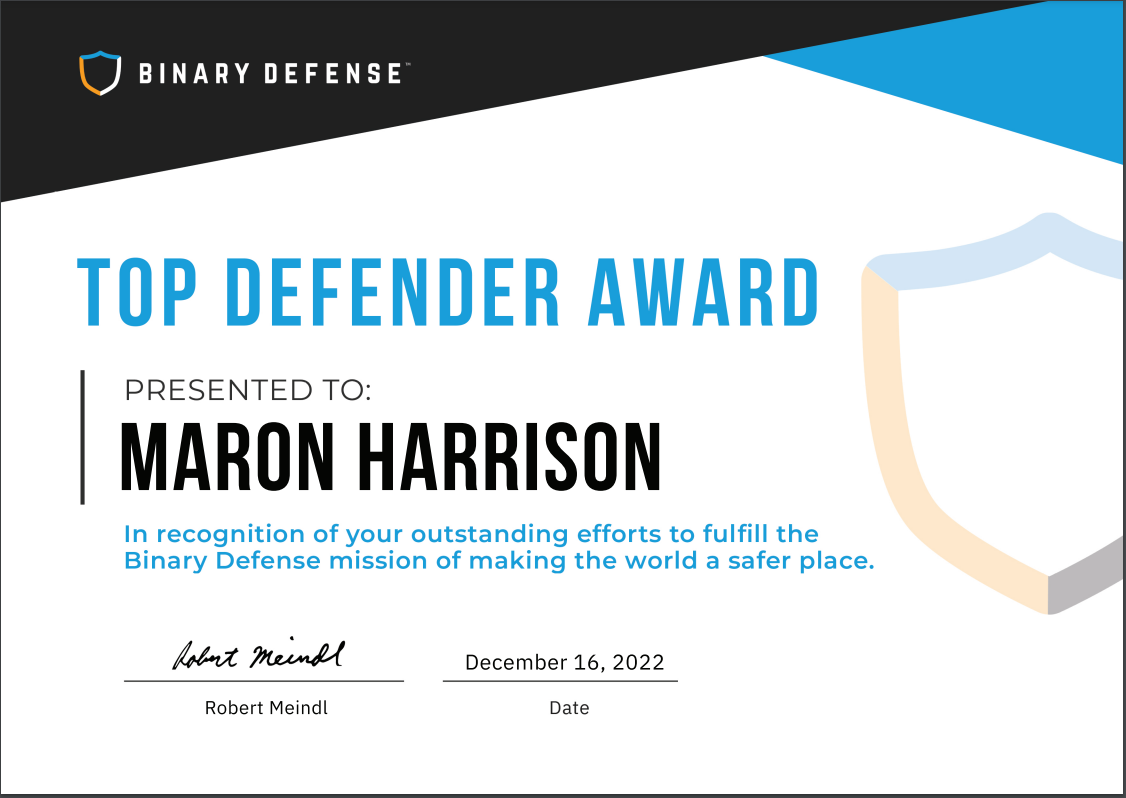 BINARY DEFENSE™
TOP DEFENDER AWARD
PRESENTED TO:
MARON HARRISON
In recognition of your outstanding efforts to fulfill the
Binary Defense mission of making the world a safer place.
Robert Meindl
December 16, 2022
Robert Meindl
Date